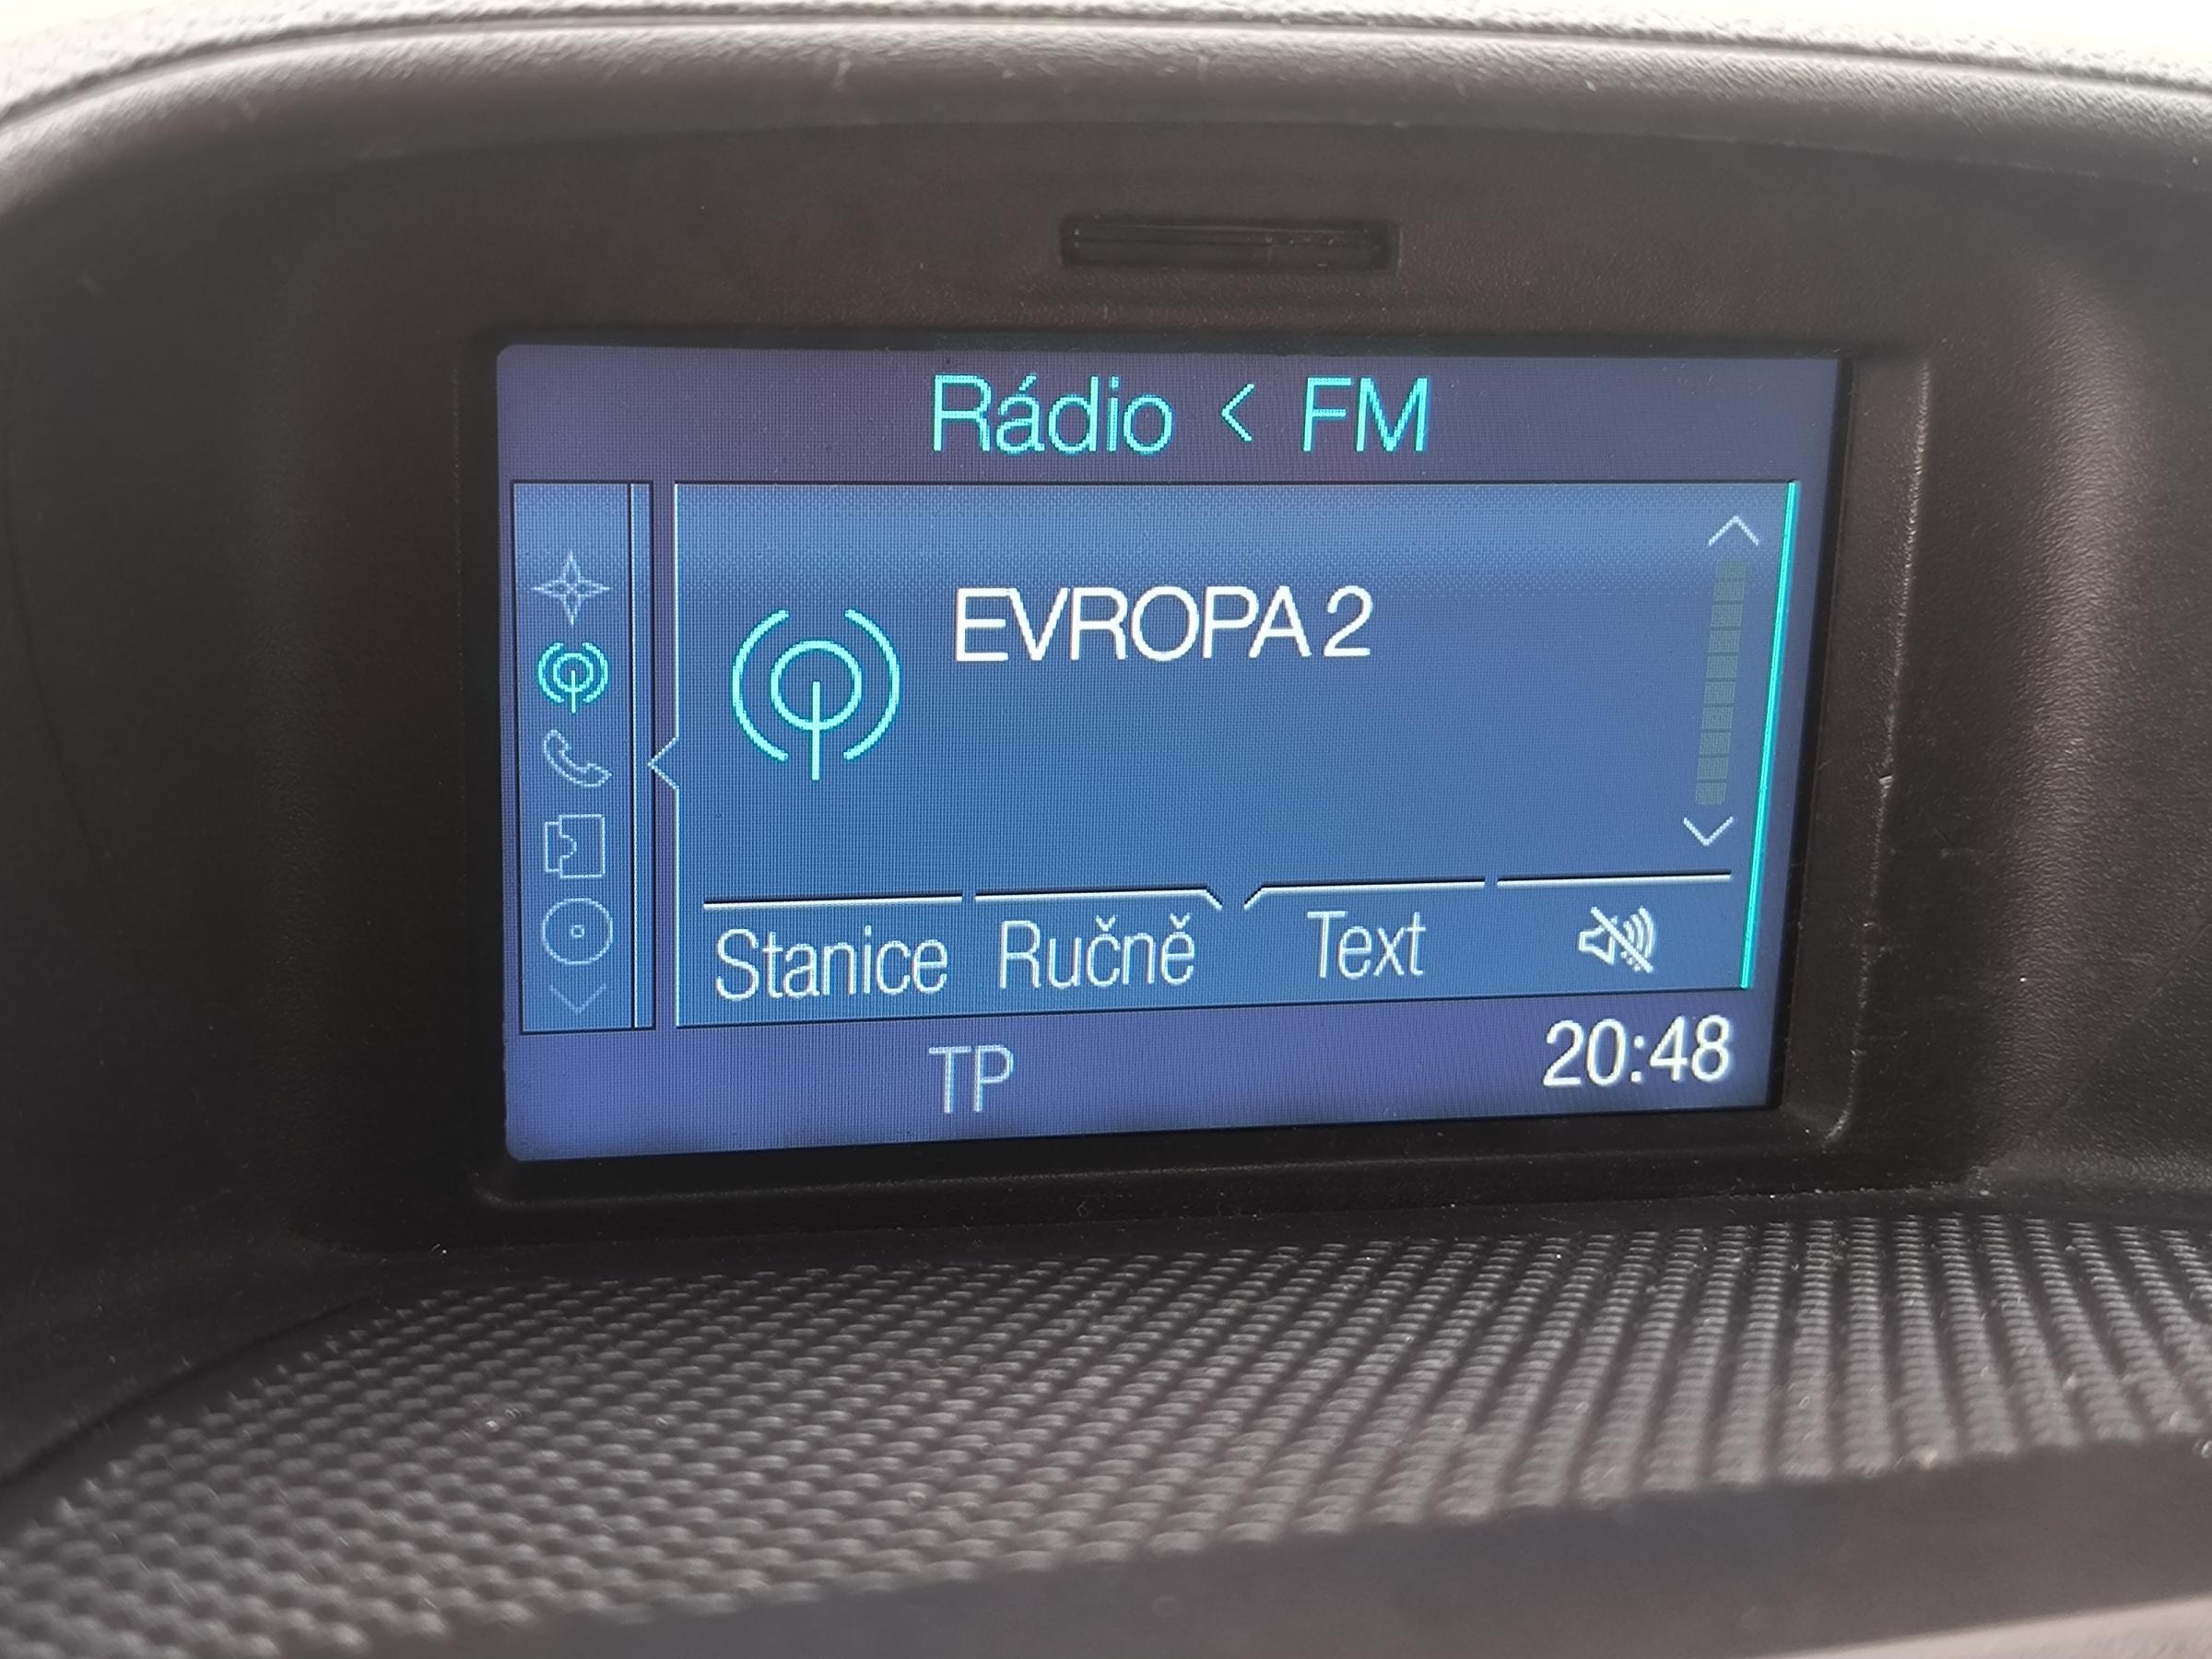 Rádio < FM
EVROPA 2
Stanice Ručně Text
TP 20:48